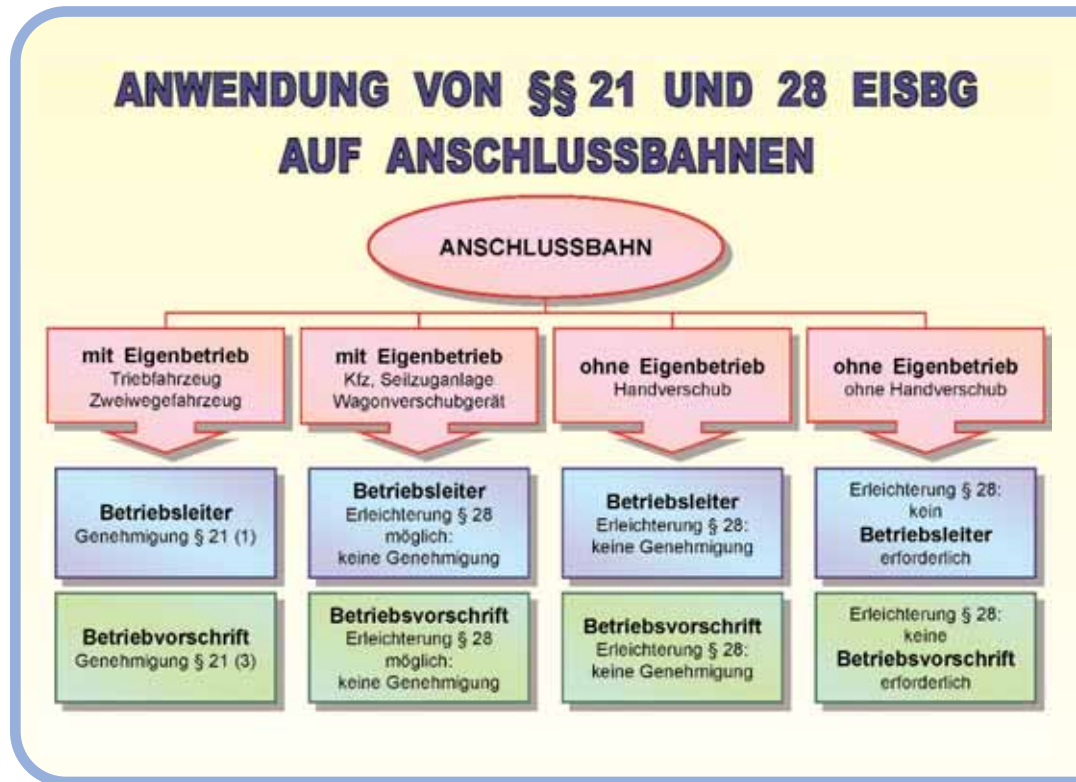 ANWENDUNG VON §§ 21 UND 28 EISBG
AUF ANSCHLUSSBAHNEN
ANSCHLUSSBAHN
mit Eigenbetrieb
Triebfahrzeug
Zweiwegefahrzeug
mit Eigenbetrieb
Kfz, Seilzuganlage
Wagonverschubgerät
ohne Eigenbetrieb
Handverschub
ohne Eigenbetrieb
ohne Handverschub
Betriebsleiter
Genehmigung § 21 (1)
Betriebsleiter
Erleichterung § 28
möglich:
keine Genehmigung
Betriebsleiter
Erleichterung § 28:
keine Genehmigung
Erleichterung § 28:
kein
Betriebsleiter
erforderlich
Betriebvorschrift
Genehmigung § 21 (3)
Betriebsvorschrift
Erleichterung § 28
möglich:
keine Genehmigung
Betriebsvorschrift
Erleichterung § 28:
keine Genehmigung
Erleichterung § 28:
keine
Betriebsvorschrift
erforderlich